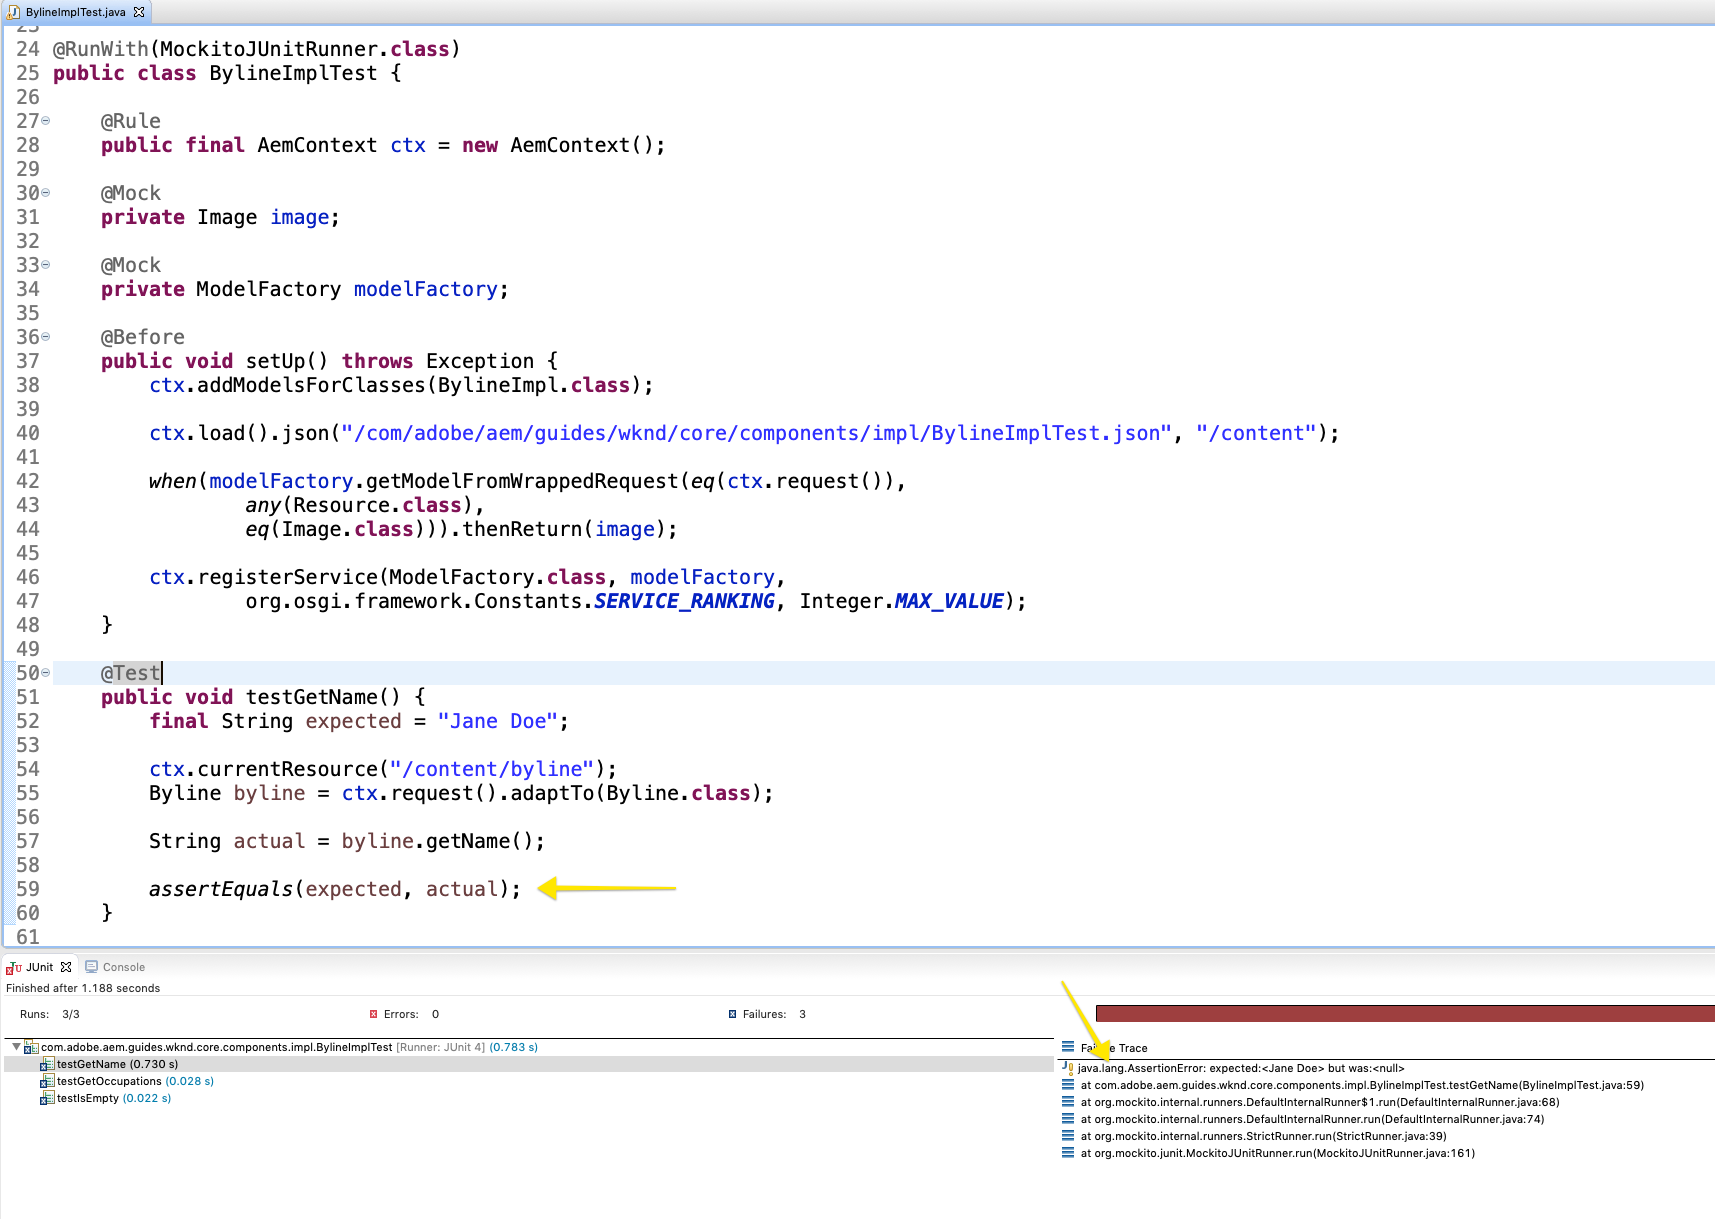 BylineImplTest.java
23
24 @RunWith(MockitoJUnitRunner.class)
25 public class BylineImplTest {
26
27 @Rule
28 public final AemContext ctx = new AemContext();
29
30 @Mock
31 private Image image;
32
33 @Mock
34 private ModelFactory modelFactory;
35
36 @Before
37 public void setUp() throws Exception {
38 ctx.addModelsForClasses(BylineImpl.class);
39
40 ctx.load().json("/com/adobe/aem/guides/wknd/core/components/impl/BylineImplTest.json", "/content");
41
42 when(modelFactory.getModelFromWrappedRequest(eq(ctx.request()),
43 any(Resource.class),
44 eq(Image.class))).thenReturn(image);
45
46 ctx.registerService(ModelFactory.class, modelFactory,
47 org.osgi.framework.Constants.SERVICE_RANKING, Integer.MAX_VALUE);
48 }
49
50 @Test
51 public void testGetName() {
52 final String expected = "Jane Doe";
53
54 ctx.currentResource("/content/byline");
55 Byline byline = ctx.request().adaptTo(Byline.class);
56
57 String actual = byline.getName();
58
59 assertEquals(expected, actual);
60 }
61
JUnit Console
Finished after 1.188 seconds
Runs: 3/3 Errors: 0 Failures: 3
com.adobe.aem.guides.wknd.core.components.impl.BylineImplTest [Runner: JUnit 4] (0.783 s)
testGetName (0.730 s)
testGetOccupations (0.028 s)
testIsEmpty (0.022 s)
Failure Trace
java.lang.AssertionError: expected:<Jane Doe> but was:<null>
at com.adobe.aem.guides.wknd.core.components.impl.BylineImplTest.testGetName(BylineImplTest.java:59)
at org.mockito.internal.runners.DefaultInternalRunner$1.run(DefaultInternalRunner.java:68)
at org.mockito.internal.runners.DefaultInternalRunner.run(DefaultInternalRunner.java:74)
at org.mockito.internal.runners.StrictRunner.run(StrictRunner.java:39)
at org.mockito.junit.MockitoJUnitRunner.run(MockitoJUnitRunner.java:161)